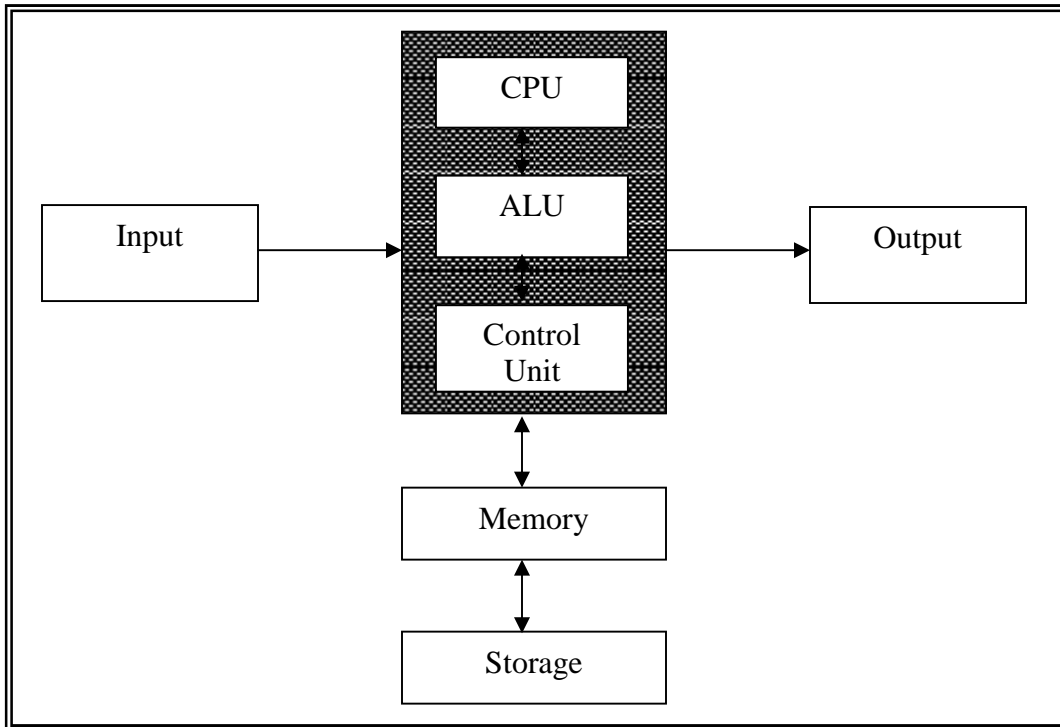 CPU
ALU
Input
Output
Control
Unit
Memory
Storage